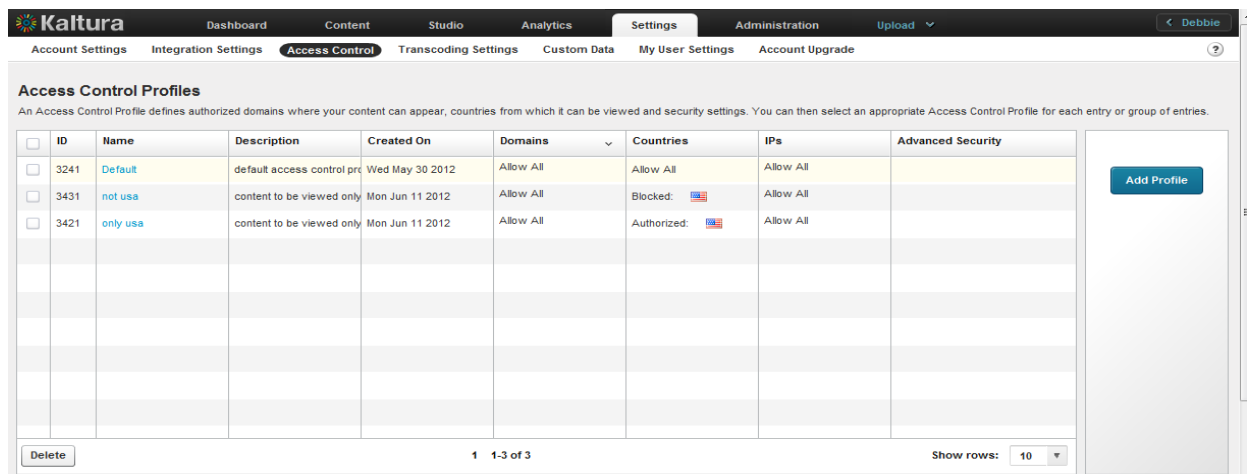 Kaltura Dashboard Content Studio Analytics Settings Administration Upload < Debbie
Account Settings Integration Settings Access Control Transcoding Settings Custom Data My User Settings Account Upgrade ?
Access Control Profiles
An Access Control Profile defines authorized domains where your content can appear, countries from which it can be viewed and security settings. You can then select an appropriate Access Control Profile for each entry or group of entries.
ID Name Description Created On Domains Countries IPs Advanced Security
3241 Default default access control pro Wed May 30 2012 Allow All Allow All Allow All
Add Profile
3431 not usa content to be viewed only Mon Jun 11 2012 Allow All Blocked: Allow All
3421 only usa content to be viewed only Mon Jun 11 2012 Allow All Authorized: Allow All
Delete 1 1-3 of 3 Show rows: 10